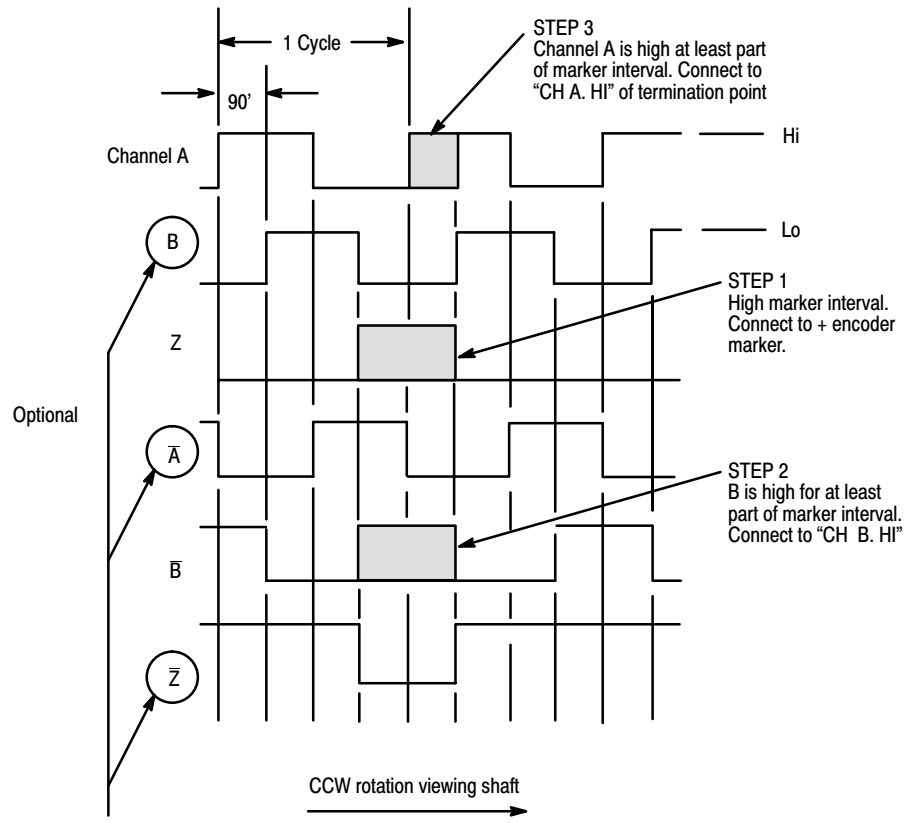 STEP 3
Channel A is high at least part
of marker interval. Connect to
“CH A. HI” of termination point
1 Cycle
90’
Channel A
Hi
B
Lo
STEP 1
High marker interval.
Connect to + encoder
marker.
Z
Optional
A̅
STEP 2
B is high for at least
part of marker interval.
Connect to “CH B. HI”
B̅
Z̅
CCW rotation viewing shaft